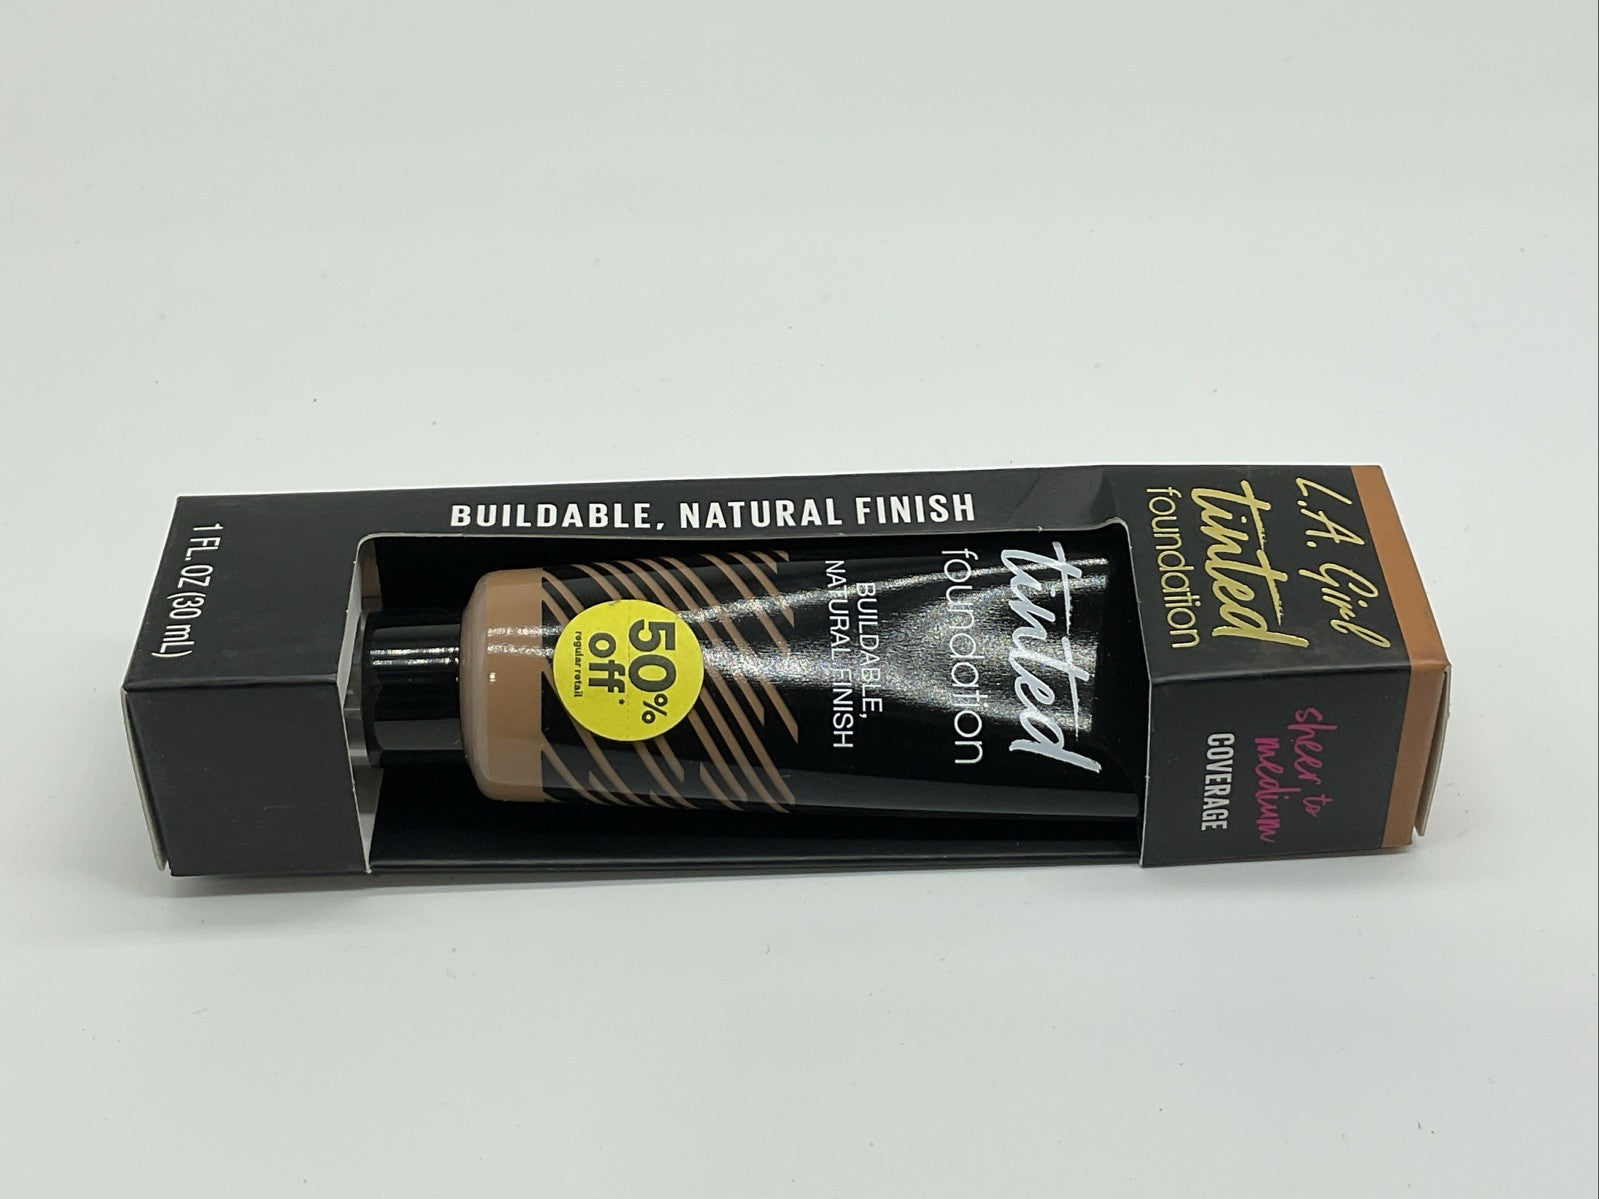 L.A. Girl
tinted
foundation
BUILDABLE, NATURAL FINISH
1 FL. OZ (30 mL)
sheer to
medium
COVERAGE
tinted
foundation
BUILDABLE,
NATURAL FINISH
50%
off*
regular retail